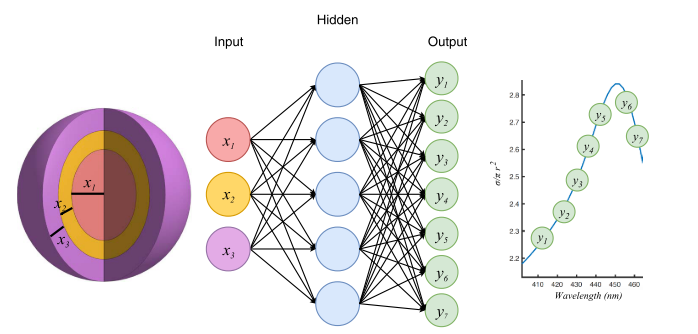 Hidden
Input
Output
x1
x2
x3
x1
x2
x3
y1
y2
y3
y4
y5
y6
y7
σ/π r²
2.8
2.7
2.6
2.5
2.4
2.3
2.2
y1
y2
y3
y4
y5
y6
y7
410 420 430 440 450 460
Wavelength (nm)